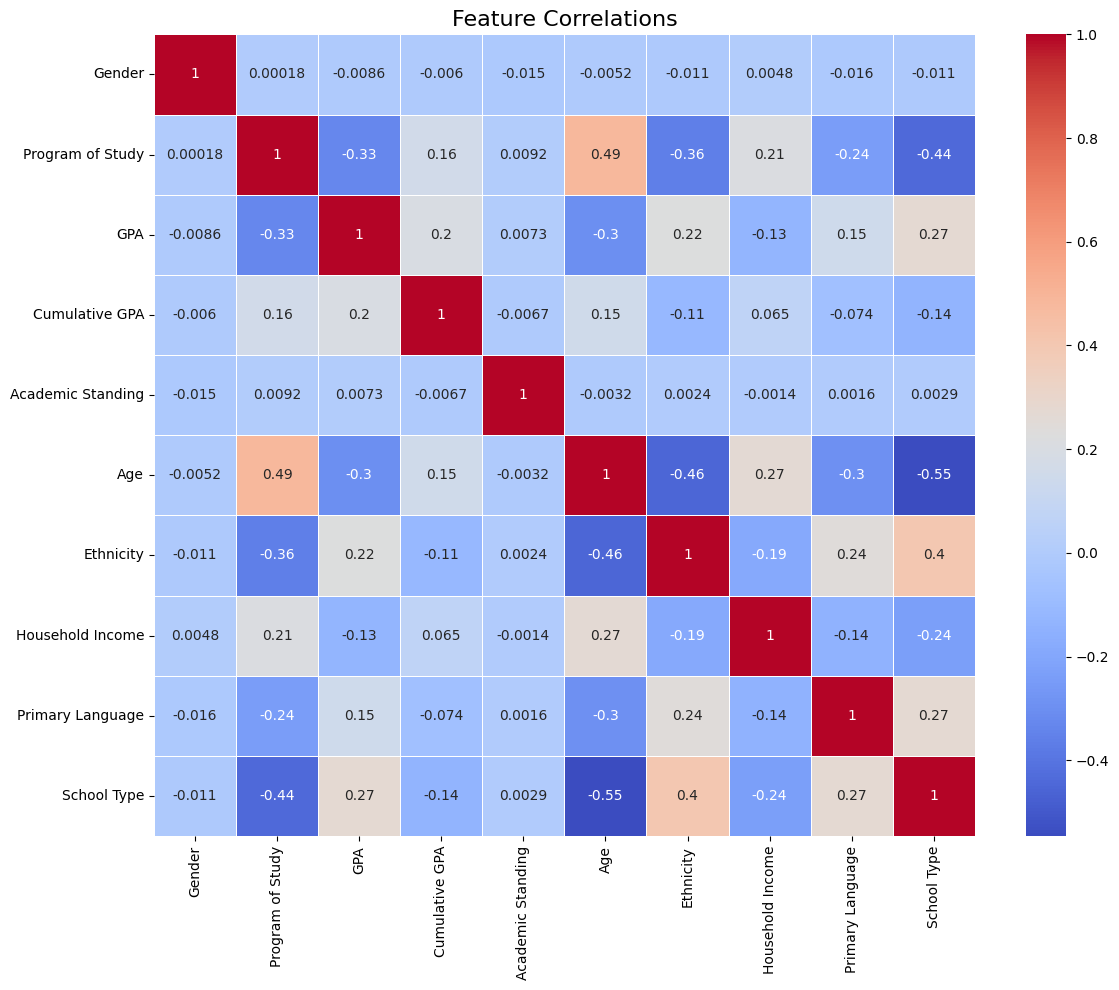 Feature Correlations
Gender 1 0.00018 -0.0086 -0.006 -0.015 -0.0052 -0.011 0.0048 -0.016 -0.011
Program of Study 0.00018 1 -0.33 0.16 0.0092 0.49 -0.36 0.21 -0.24 -0.44
GPA -0.0086 -0.33 1 0.2 0.0073 -0.3 0.22 -0.13 0.15 0.27
Cumulative GPA -0.006 0.16 0.2 1 -0.0067 0.15 -0.11 0.065 -0.074 -0.14
Academic Standing -0.015 0.0092 0.0073 -0.0067 1 -0.0032 0.0024 -0.0014 0.0016 0.0029
Age -0.0052 0.49 -0.3 0.15 -0.0032 1 -0.46 0.27 -0.3 -0.55
Ethnicity -0.011 -0.36 0.22 -0.11 0.0024 -0.46 1 -0.19 0.24 0.4
Household Income 0.0048 0.21 -0.13 0.065 -0.0014 0.27 -0.19 1 -0.14 -0.24
Primary Language -0.016 -0.24 0.15 -0.074 0.0016 -0.3 0.24 -0.14 1 0.27
School Type -0.011 -0.44 0.27 -0.14 0.0029 -0.55 0.4 -0.24 0.27 1
Gender
Program of Study
GPA
Cumulative GPA
Academic Standing
Age
Ethnicity
Household Income
Primary Language
School Type
1.0
0.8
0.6
0.4
0.2
0.0
−0.2
−0.4